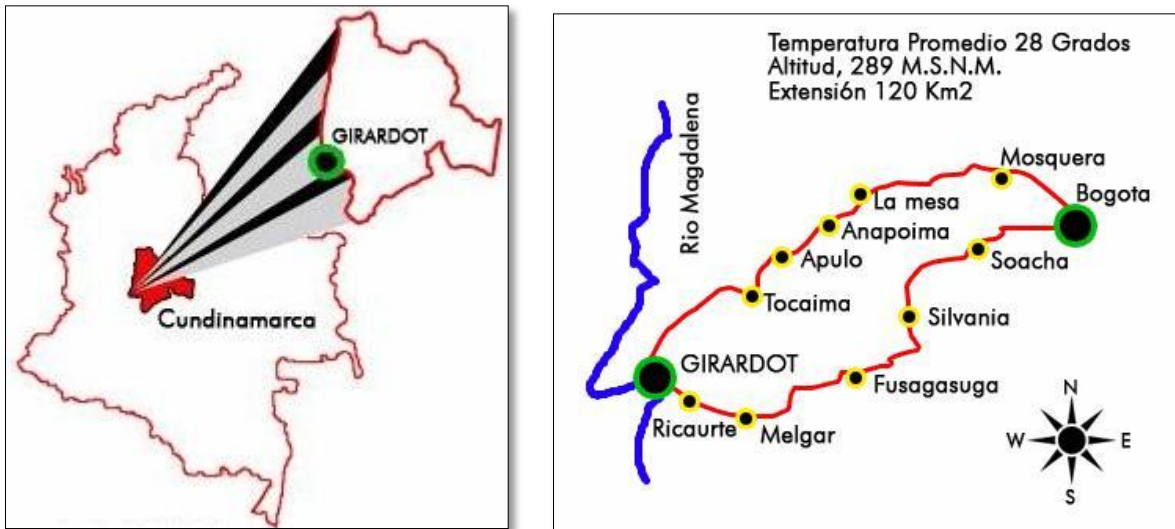 GIRARDOT
Cundinamarca
Temperatura Promedio 28 Grados
Altitud, 289 M.S.N.M.
Extensión 120 Km2
Rio Magdalena
Mosquera
Bogota
La mesa
Anapoima
Soacha
Apulo
Tocaima
Silvania
GIRARDOT
Fusagasuga
Ricaurte
Melgar
N
W
E
S